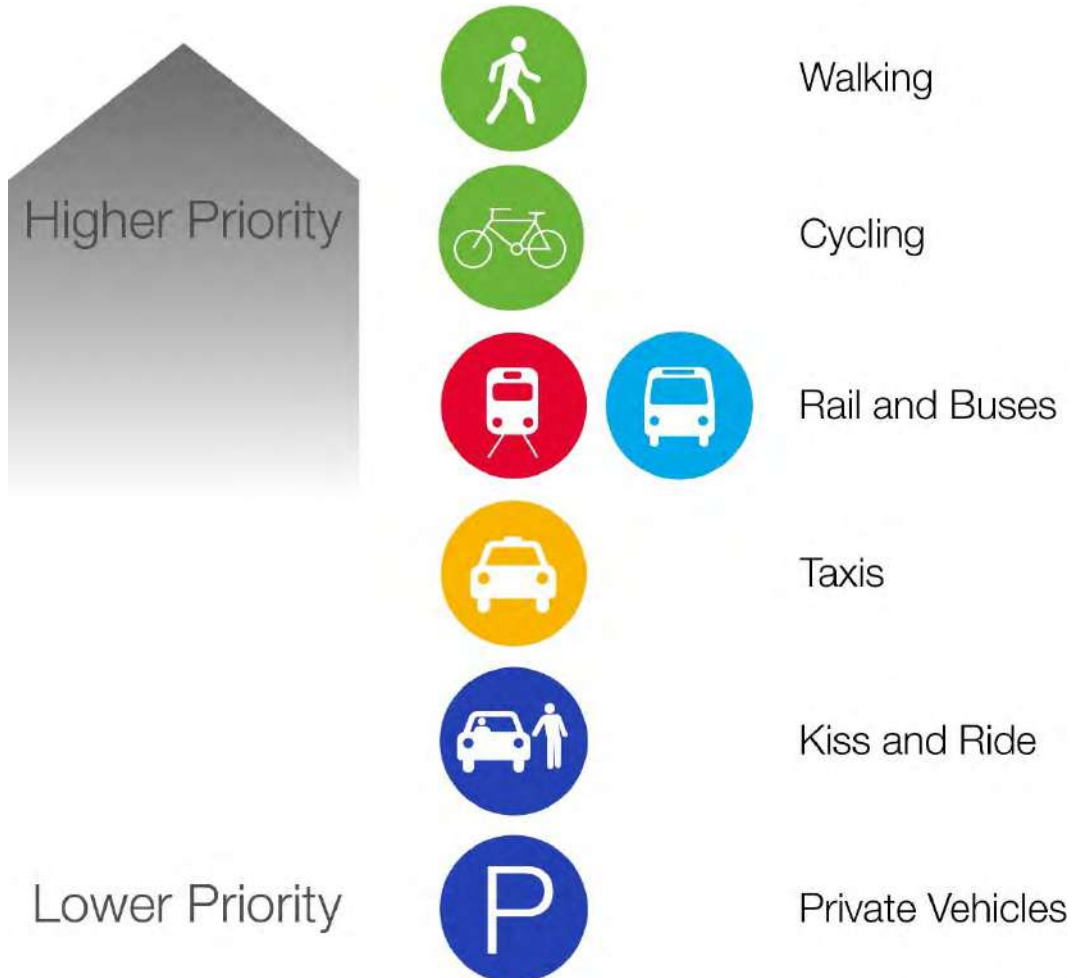 Walking
Higher Priority
Cycling
Rail and Buses
Taxis
Kiss and Ride
Lower Priority
P
Private Vehicles